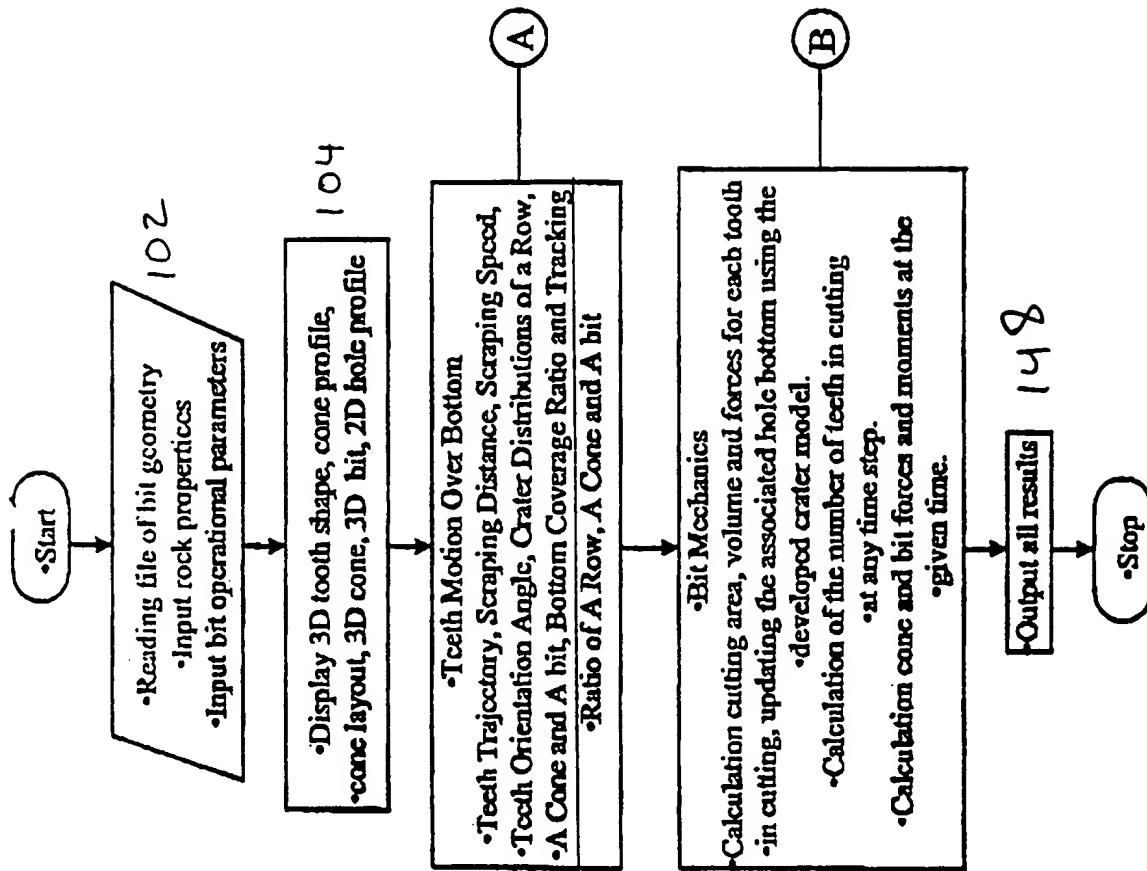 •Start
•Reading file of bit geometry
•Input rock properties
•Input bit operational parameters
102
•Display 3D tooth shape, cone profile,
•cone layout, 3D cone, 3D bit, 2D hole profile
104
•Teeth Motion Over Bottom
•Teeth Trajectory, Scraping Distance, Scraping Speed,
•Teeth Orientation Angle, Crater Distributions of a Row,
•A Cone and A bit, Bottom Coverage Ratio and Tracking
•Ratio of A Row, A Cone and A bit
A
•Bit Mechanics
•Calculation cutting area, volume and forces for each tooth
•in cutting, updating the associated hole bottom using the
•developed crater model.
•Calculation of the number of teeth in cutting
•at any time step.
•Calculation cone and bit forces and moments at the
•given time.
B
•Output all results
148
•Stop